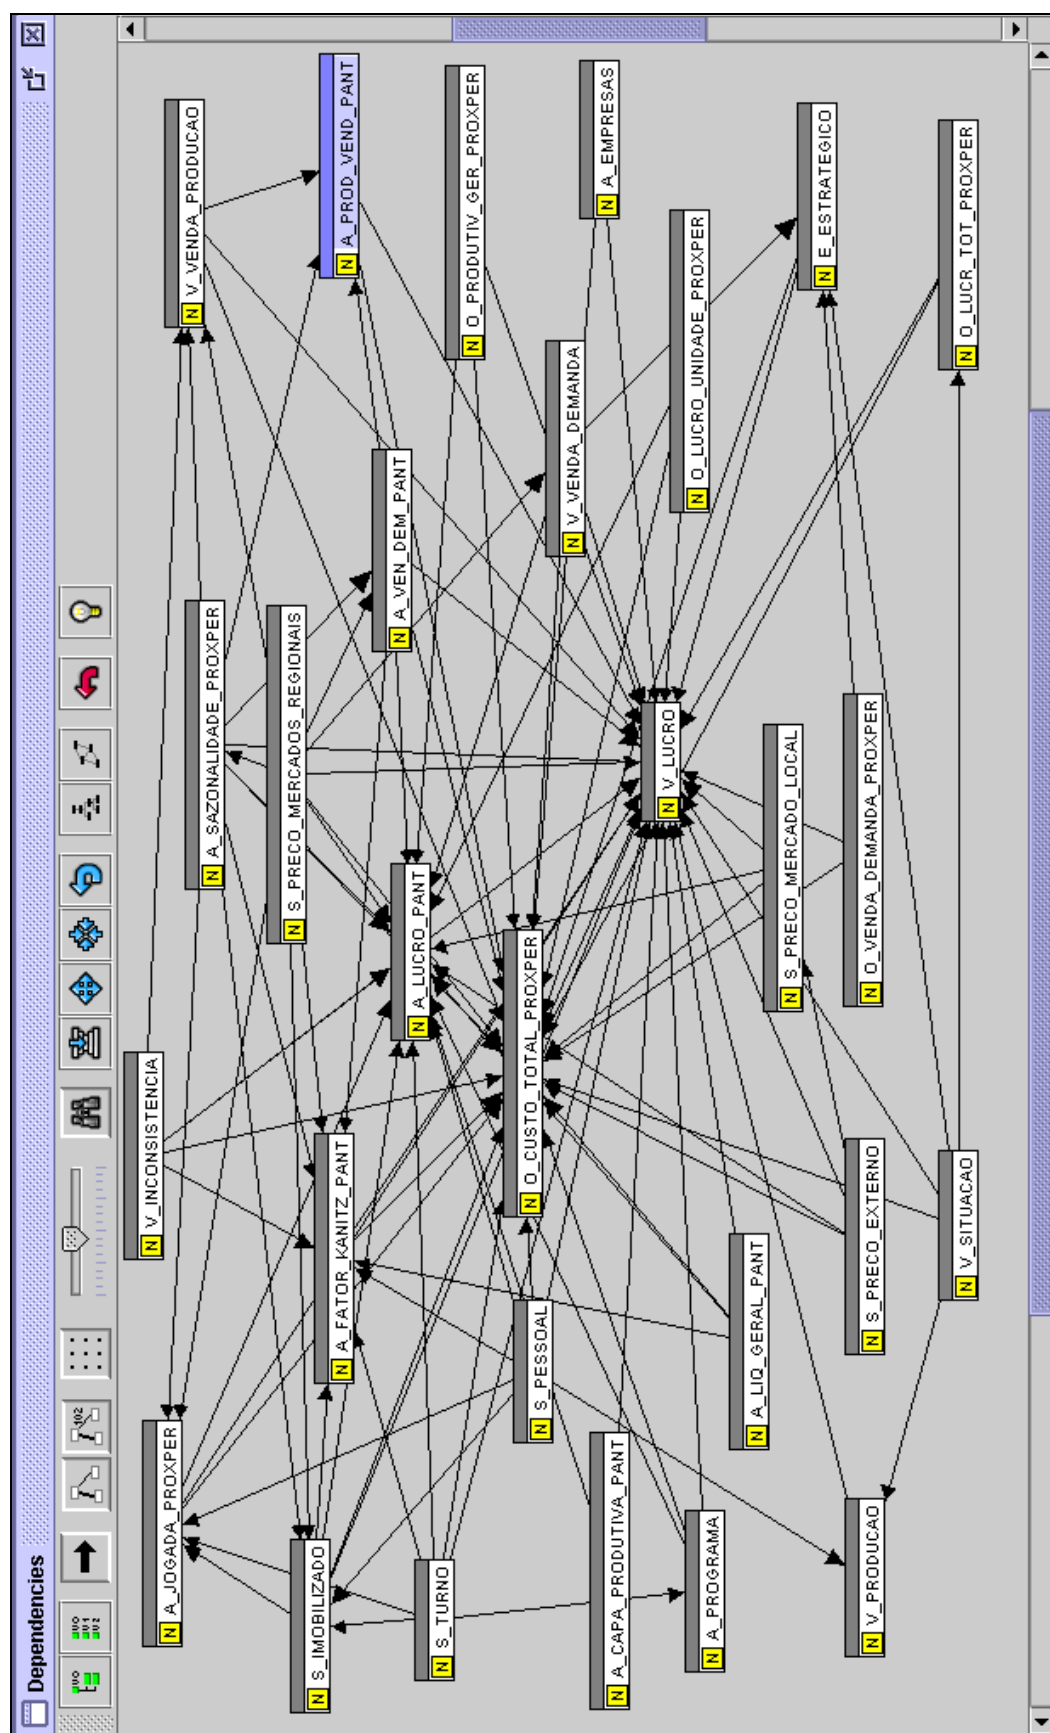 Dependencies
102
N V_INCONSISTENCIA
N A_JOGADA_PROXPER
N V_VENDA_PRODUCAO
N A_SAZONALIDADE_PROXPER
N S_PRECO_MERCADOS_REGIONAIS
N S_IMOBILIZADO
N A_FATOR_KANITZ_PANT
N A_PROD_VEND_PANT
N A_VEN_DEM_PANT
N A_LUCRO_PANT
N S_TURNO
N O_PRODUTIV_GER_PROXPER
N O_CUSTO_TOTAL_PROXPER
N S_PESSOAL
N V_VENDA_DEMANDA
N A_EMPRESAS
N A_CAPA_PRODUTIVA_PANT
N V_LUCRO
N O_LUCRO_UNIDADE_PROXPER
N A_PROGRAMA
N A_LIQ_GERAL_PANT
N S_PRECO_MERCADO_LOCAL
N E_ESTRATEGICO
N V_PRODUCAO
N S_PRECO_EXTERNO
N O_VENDA_DEMANDA_PROXPER
N V_SITUACAO
N O_LUCR_TOT_PROXPER